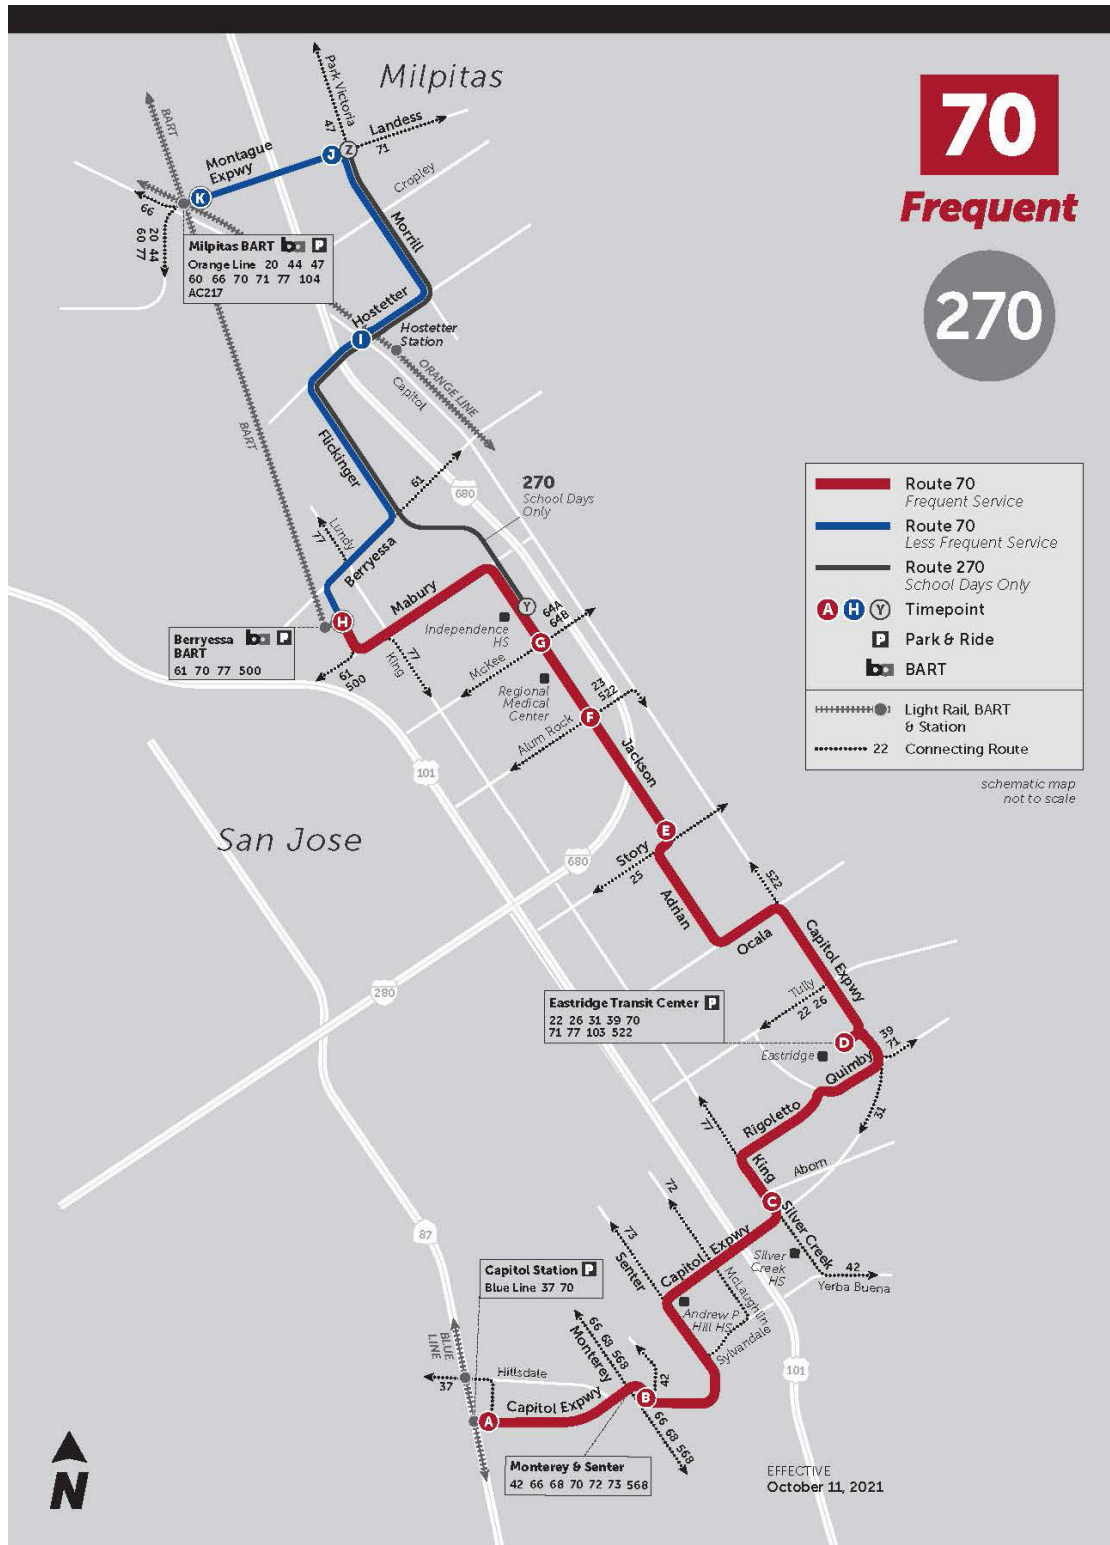 Milpitas
70
Frequent
270
Park Victoria
47
Landess
71
BART
Montague
Expwy
Z
J
K
Cropley
Morrill
66
20 44
60 77
Milpitas BART ba P
Orange Line 20 44 47
60 66 70 71 77 104
AC217
Hostetter
I
Hostetter
Station
ORANGE LINE
Capitol
BART
Flickinger
61
680
270
School Days
Only
Lundy
77
Berryessa
Mabury
H
Y
Independence
HS
64A
64B
G
Berryessa ba P
BART
61 70 77 500
61
500
King
77
McKee
Regional
Medical
Center
23
522
F
Alum Rock
Jackson
101
Route 70
Frequent Service
Route 70
Less Frequent Service
Route 270
School Days Only
A H Y Timepoint
P Park & Ride
ba BART
Light Rail, BART
& Station
22 Connecting Route
schematic map
not to scale
San Jose
E
Story
25
680
Adrian
522
Ocala
Capitol Expwy
280
Tully
22 26
Eastridge Transit Center P
22 26 31 39 70
71 77 103 522
D
39
71
Eastridge
Quimby
31
Rigoletto
77
King
Aborn
C
72
Silver Creek
73
Senter
Capitol Expwy
Silver
Creek
HS
42
Yerba Buena
87
Capitol Station P
Blue Line 37 70
McLaughlin
Andrew P
Hill HS
Sylvandale
66 68 568
Monterey
BLUE
LINE
37
Hillsdale
42
101
A
Capitol Expwy
B
66 68 568
Monterey & Senter
42 66 68 70 72 73 568
N
EFFECTIVE
October 11, 2021